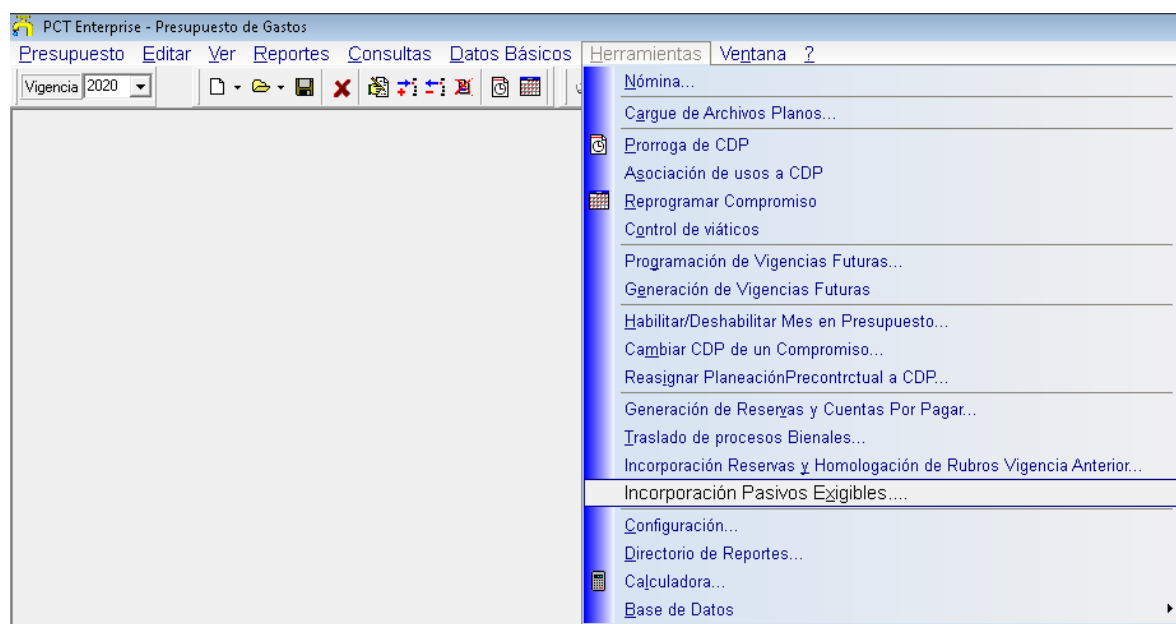 PCT Enterprise - Presupuesto de Gastos
Presupuesto Editar Ver Reportes Consultas Datos Básicos Herramientas Ventana ?
Vigencia 2020
Nómina...
Cargue de Archivos Planos...
Prorroga de CDP
Asociación de usos a CDP
Reprogramar Compromiso
Control de viáticos
Programación de Vigencias Futuras...
Generación de Vigencias Futuras
Habilitar/Deshabilitar Mes en Presupuesto...
Cambiar CDP de un Compromiso...
Reasignar PlaneaciónPrecontrctual a CDP...
Generación de Reservas y Cuentas Por Pagar...
Traslado de procesos Bienales...
Incorporación Reservas y Homologación de Rubros Vigencia Anterior...
Incorporación Pasivos Exigibles....
Configuración...
Directorio de Reportes...
Calculadora...
Base de Datos